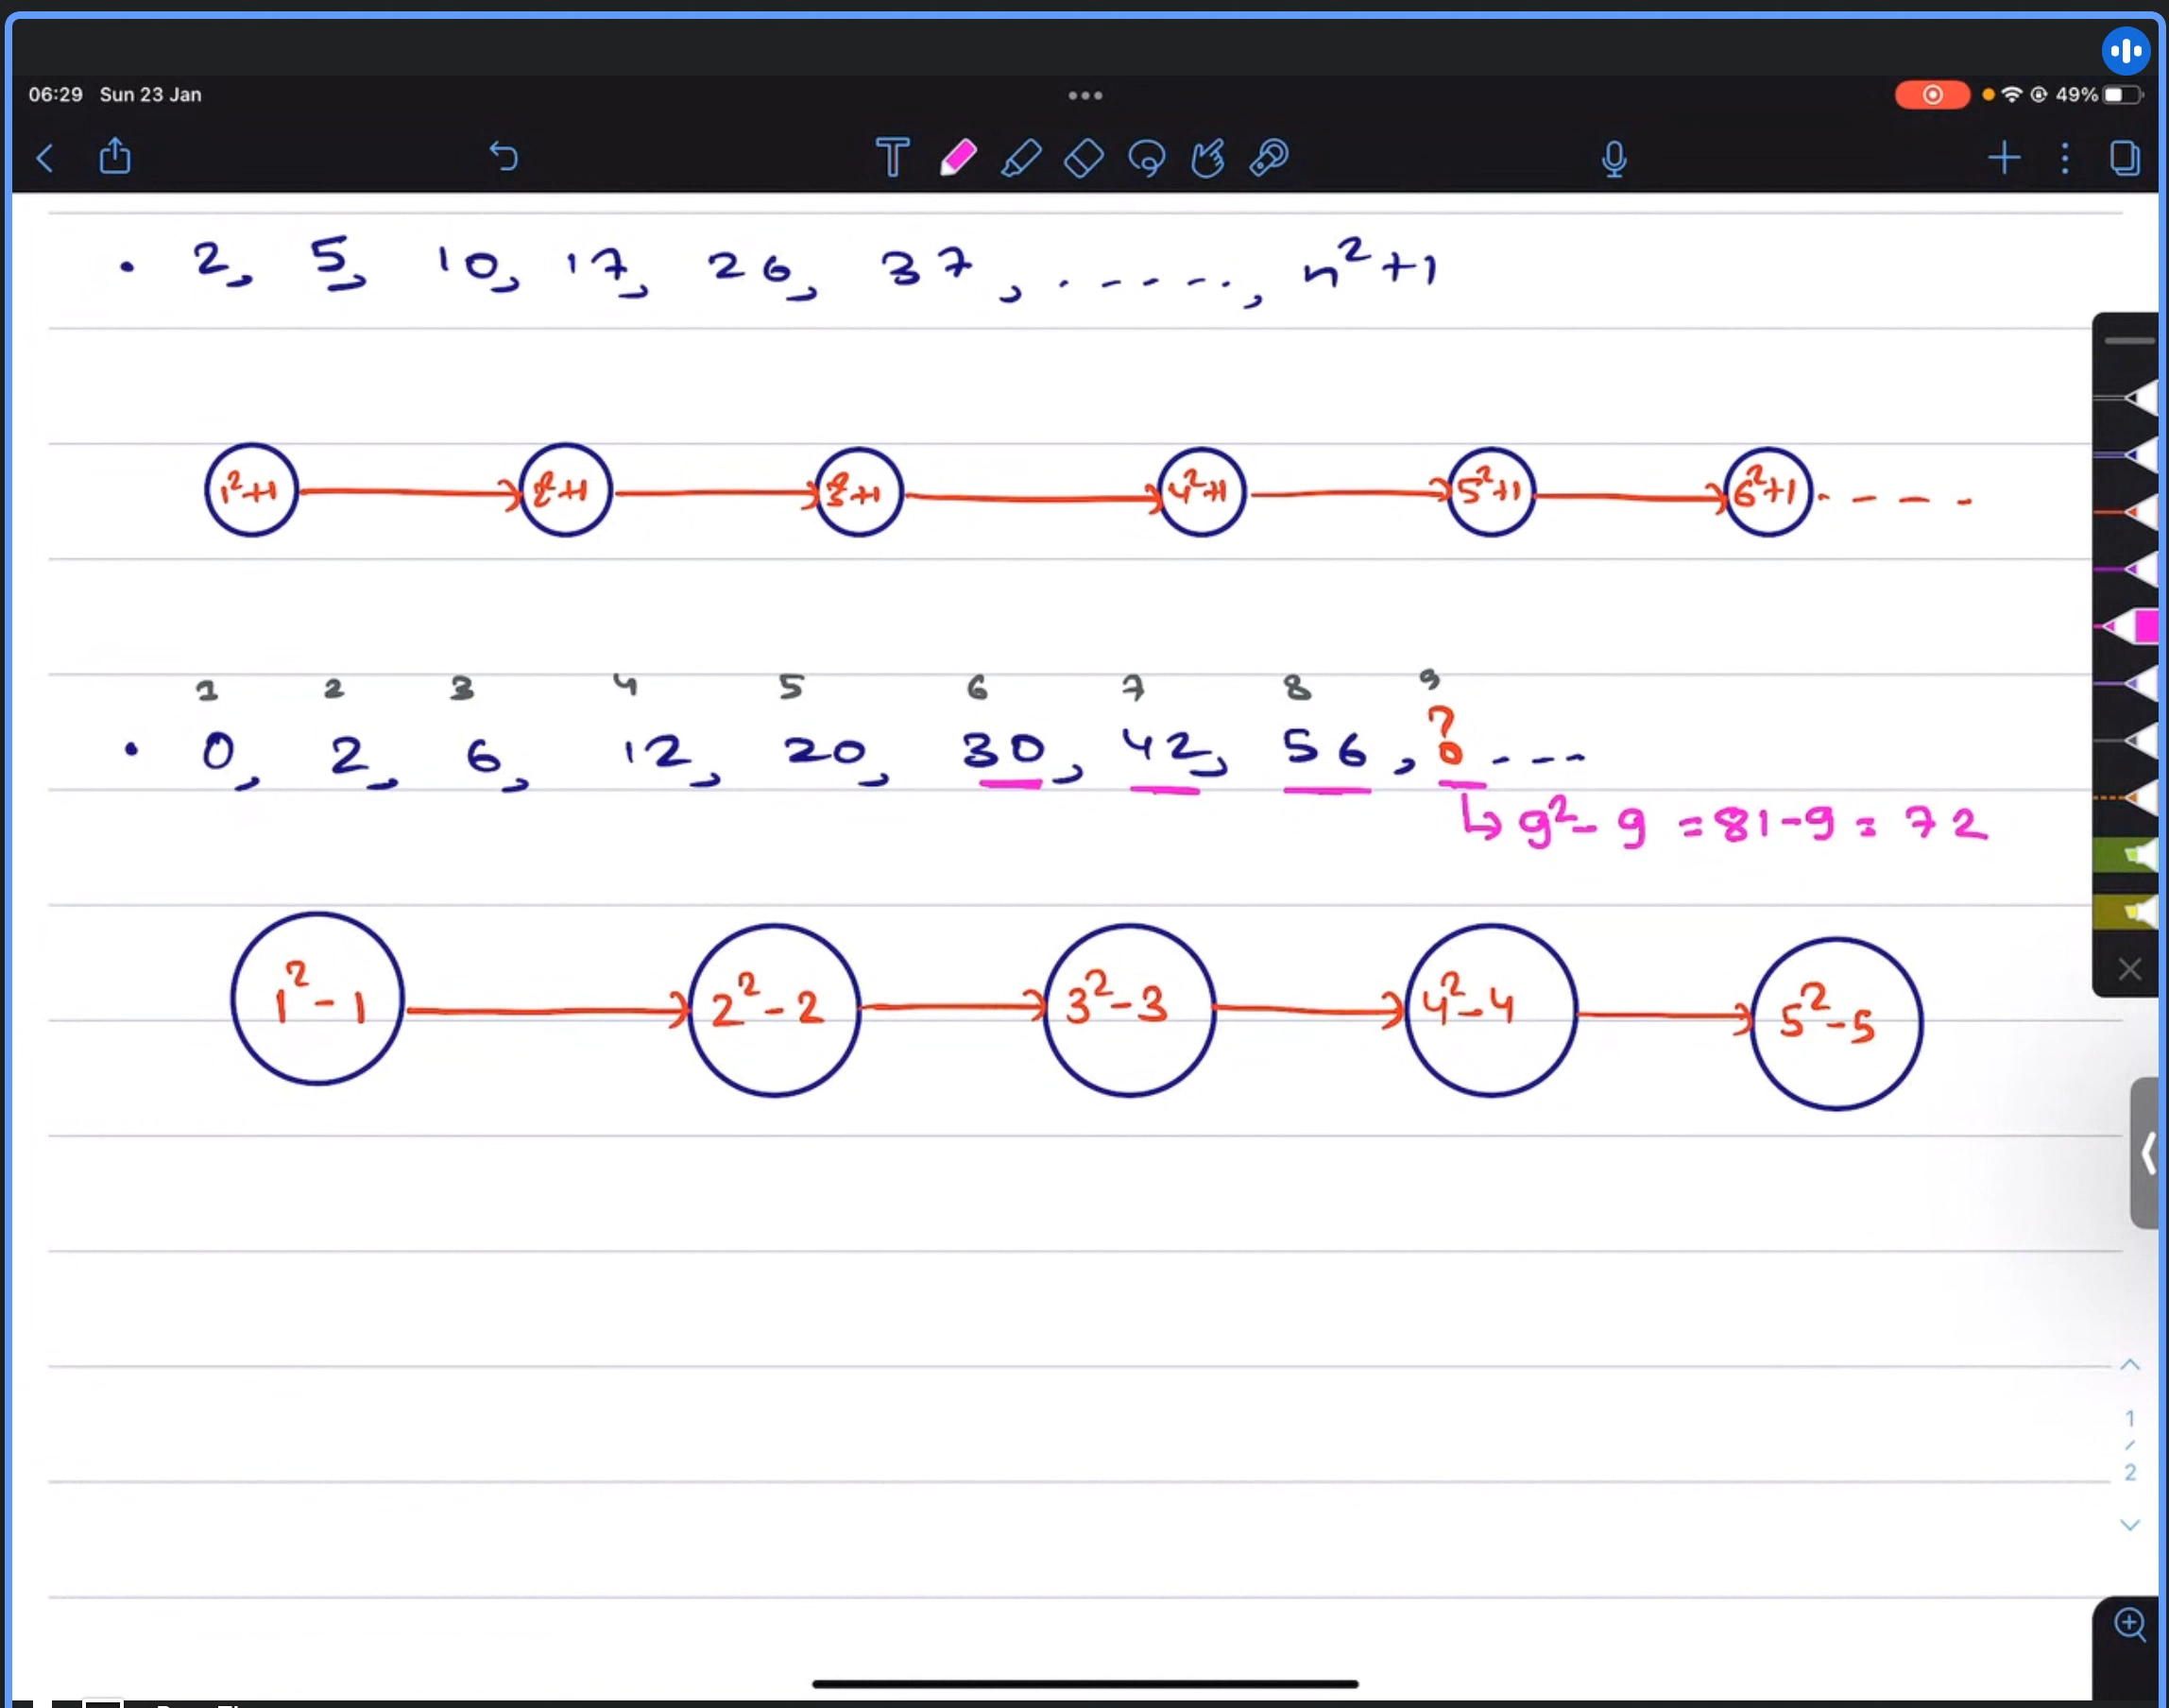 06:29 Sun 23 Jan
49%
• 2, 5, 10, 17, 26, 37, ....., n²+1
1²+1 → 2²+1 → 3²+1 → 4²+1 → 5²+1 → 6²+1 - - - -
1 2 3 4 5 6 7 8 9
• 0, 2, 6, 12, 20, 30, 42, 56, ? - - -
↳ 9²-9 = 81-9 = 72
1²-1 → 2²-2 → 3²-3 → 4²-4 → 5²-5
1
/
2